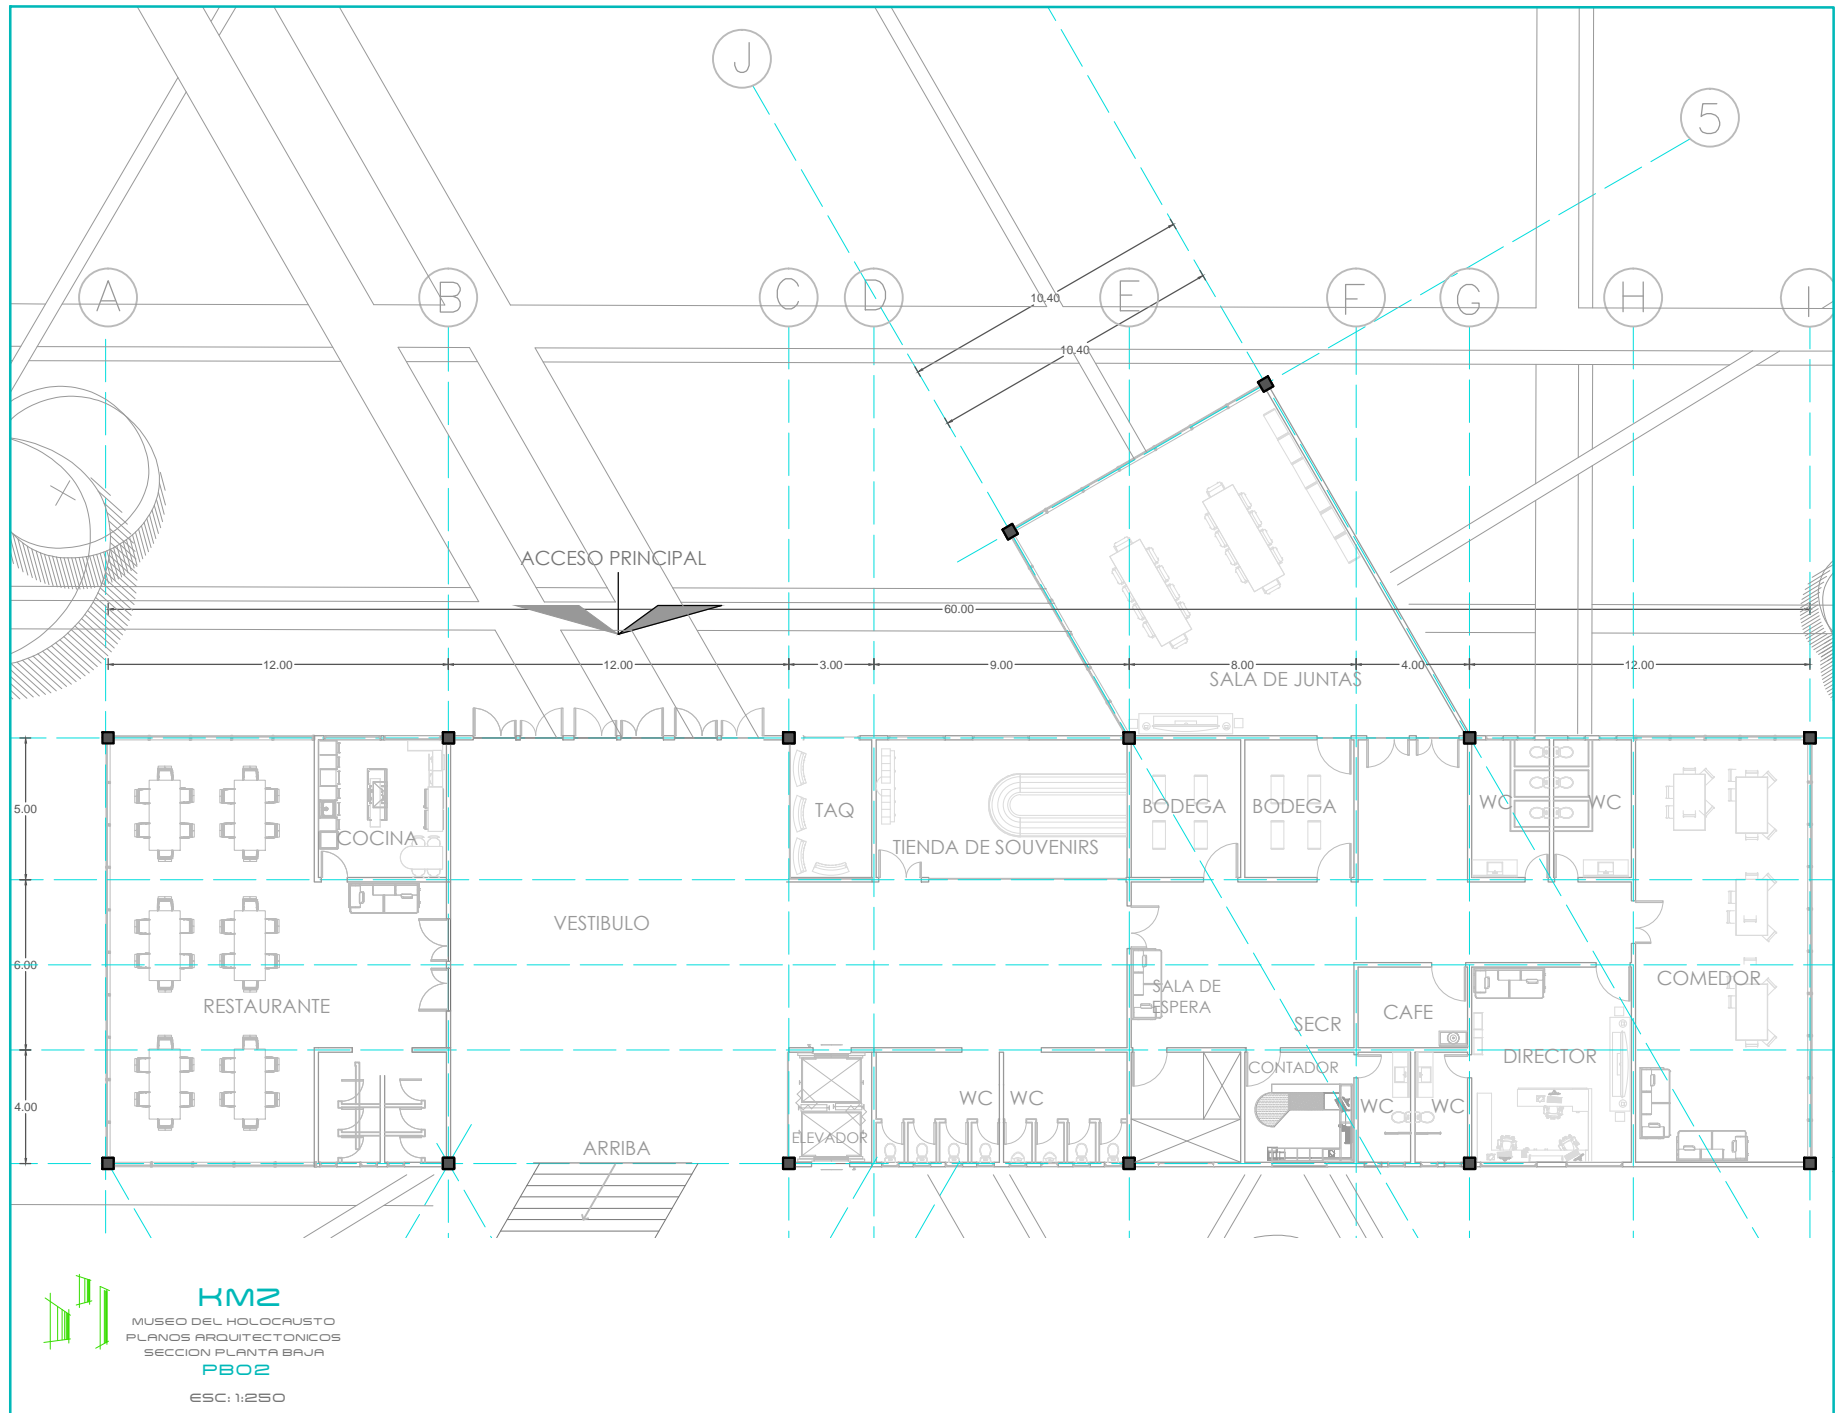 J
5
A
B
C
D
E
F
G
H
I
10.40
10.40
ACCESO PRINCIPAL
60.00
12.00
12.00
3.00
9.00
8.00
4.00
12.00
SALA DE JUNTAS
5.00
COCINA
TAQ
TIENDA DE SOUVENIRS
BODEGA
BODEGA
WC
WC
VESTIBULO
6.00
RESTAURANTE
SALA DE
ESPERA
SECR
CAFE
COMEDOR
DIRECTOR
CONTADOR
4.00
WC
WC
WC
WC
ELEVADOR
ARRIBA
KMZ
MUSEO DEL HOLOCAUSTO
PLANOS ARQUITECTONICOS
SECCION PLANTA BAJA
PB02
ESC: 1:250